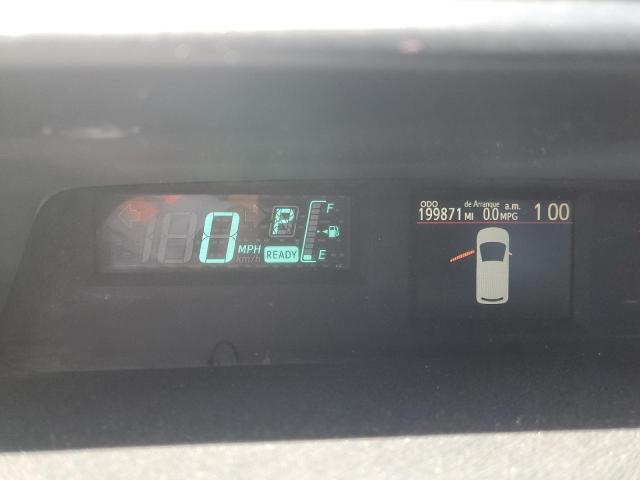 0 MPH km/h
P
READY
F
E
ODO de Arranque a.m.
199871 MI 0.0 MPG 1 00